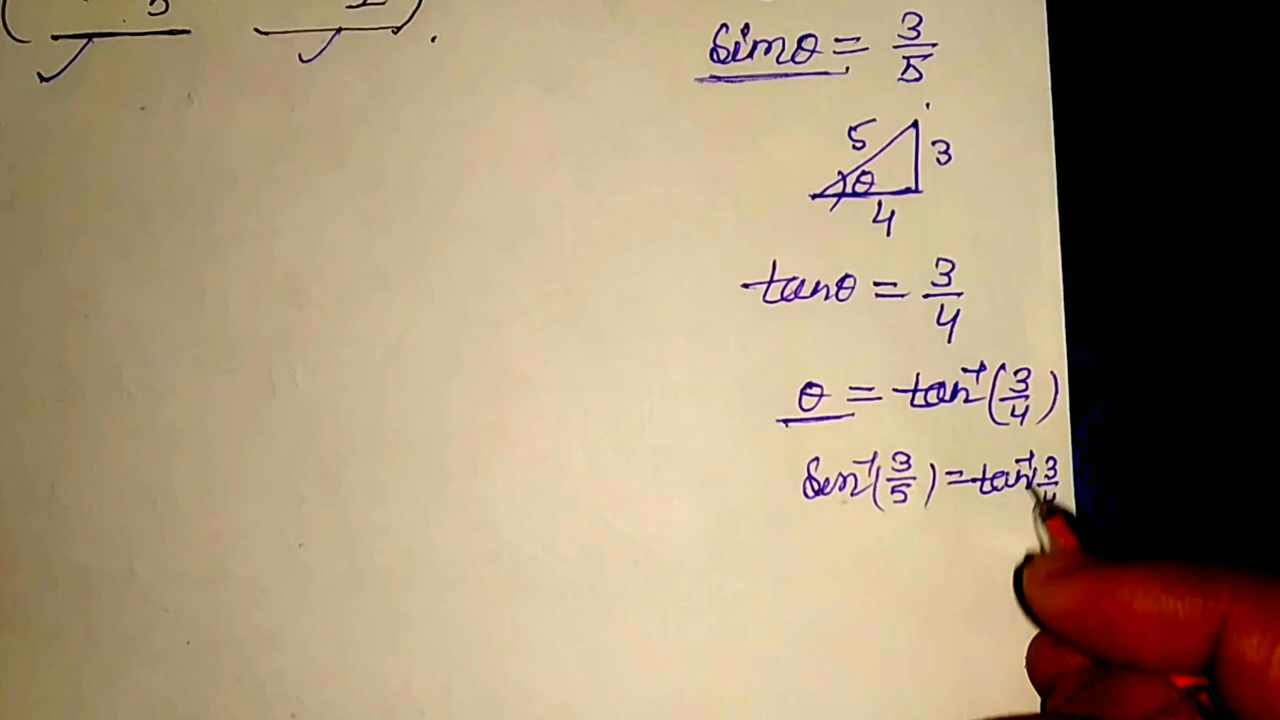 sinθ = 3/5
5 3
θ
4
tanθ = 3/4
θ = tan⁻¹(3/4)
Sin⁻¹(3/5) = tan⁻¹(3/4